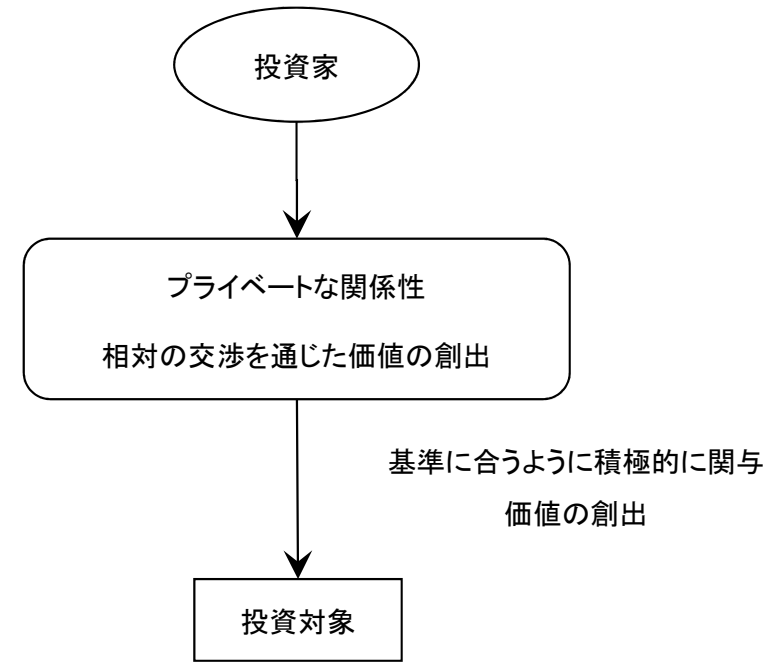 投資家
プライベートな関係性
相対の交渉を通じた価値の創出
基準に合うように積極的に関与
価値の創出
投資対象